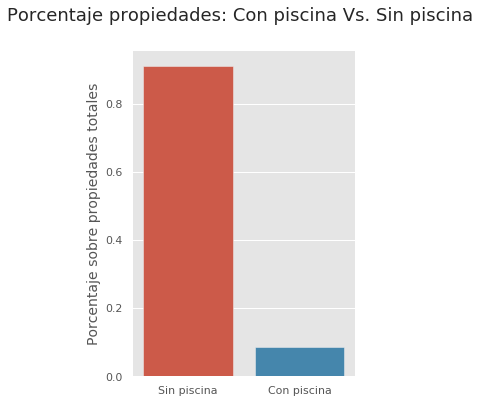 Porcentaje propiedades: Con piscina Vs. Sin piscina
Porcentaje sobre propiedades totales
0.8
0.6
0.4
0.2
0.0
Sin piscina
Con piscina